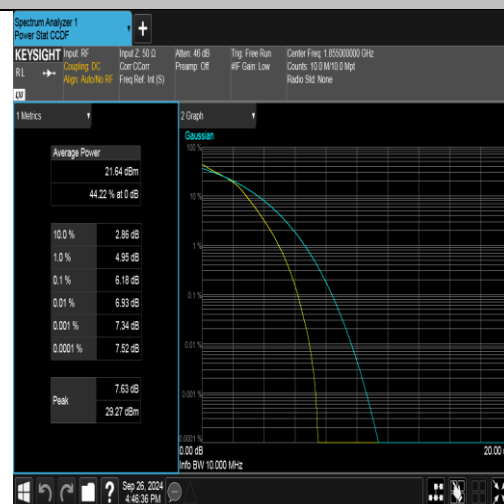 Spectrum Analyzer 1
Power Stat CCDF
+
KEYSIGHT
RL
LXI
Input: RF
Coupling: DC
Align: Auto/No RF
Input Z: 50 Ω
Corr CCorr
Freq Ref: Int (S)
Atten: 46 dB
Preamp: Off
Trig: Free Run
#IF Gain: Low
Center Freq: 1.855000000 GHz
Counts: 10.0 M/10.0 Mpt
Radio Std: None
1 Metrics
Average Power
21.64 dBm
44.22 % at 0 dB
10.0 % 2.86 dB
1.0 % 4.95 dB
0.1 % 6.18 dB
0.01 % 6.93 dB
0.001 % 7.34 dB
0.0001 % 7.52 dB
Peak
7.63 dB
29.27 dBm
2 Graph
Gaussian
100 %
10 %
1 %
0.1 %
0.01 %
0.001 %
0.0001 %
0.00 dB
20.00
Info BW 10.000 MHz
?
Sep 26, 2024
4:46:36 PM